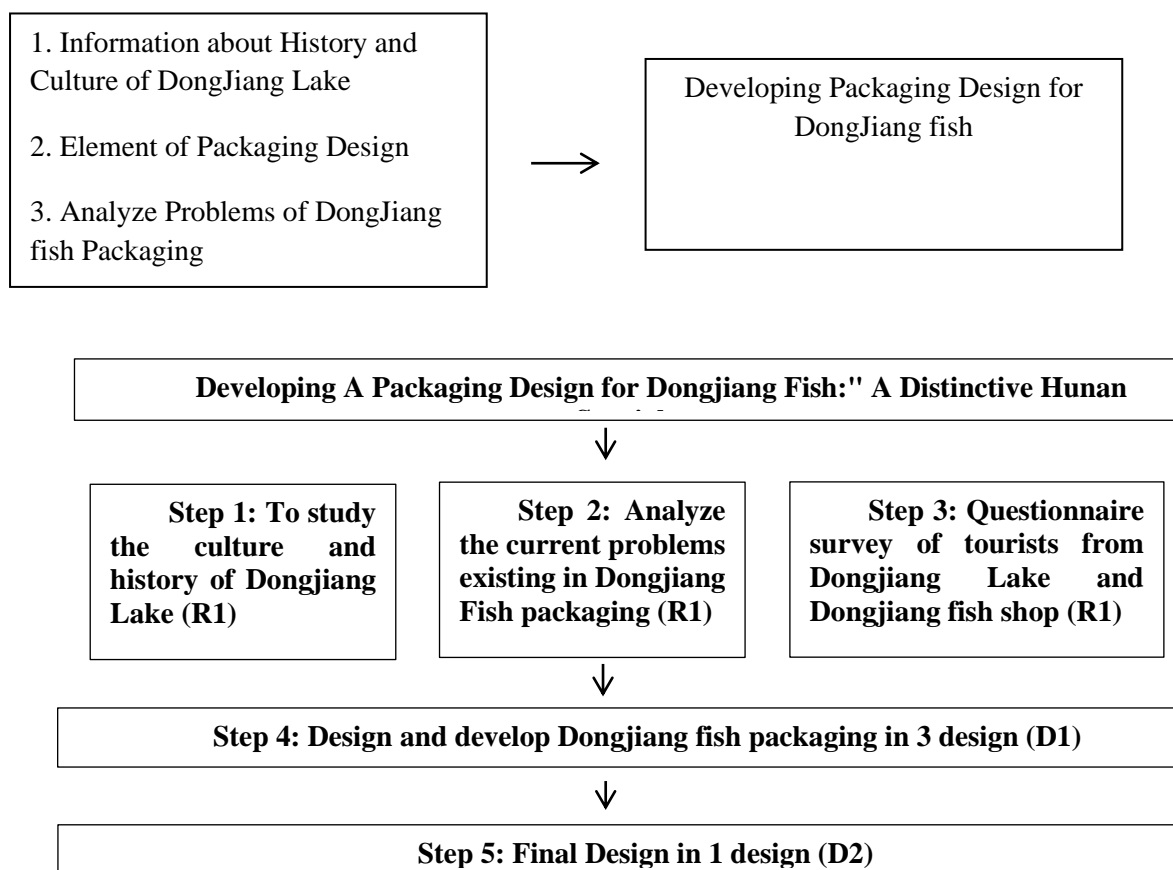 1. Information about History and
Culture of DongJiang Lake
2. Element of Packaging Design
3. Analyze Problems of DongJiang
fish Packaging
Developing Packaging Design for
DongJiang fish
Developing A Packaging Design for Dongjiang Fish:" A Distinctive Hunan
Step 1: To study
the culture and
history of Dongjiang
Lake (R1)
Step 2: Analyze
the current problems
existing in Dongjiang
Fish packaging (R1)
Step 3: Questionnaire
survey of tourists from
Dongjiang Lake and
Dongjiang fish shop (R1)
Step 4: Design and develop Dongjiang fish packaging in 3 design (D1)
Step 5: Final Design in 1 design (D2)